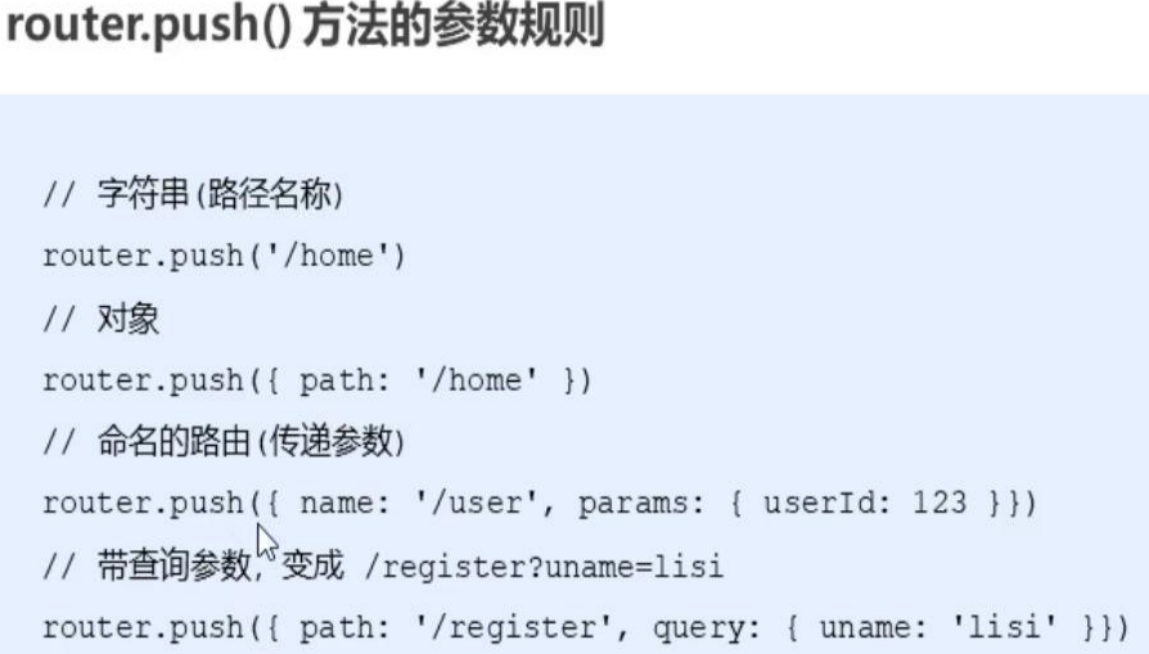 router.push() 方法的参数规则
// 字符串(路径名称)
router.push('/home')
// 对象
router.push({ path: '/home' })
// 命名的路由(传递参数)
router.push({ name: '/user', params: { userId: 123 }})
// 带查询参数，变成 /register?uname=lisi
router.push({ path: '/register', query: { uname: 'lisi' }})